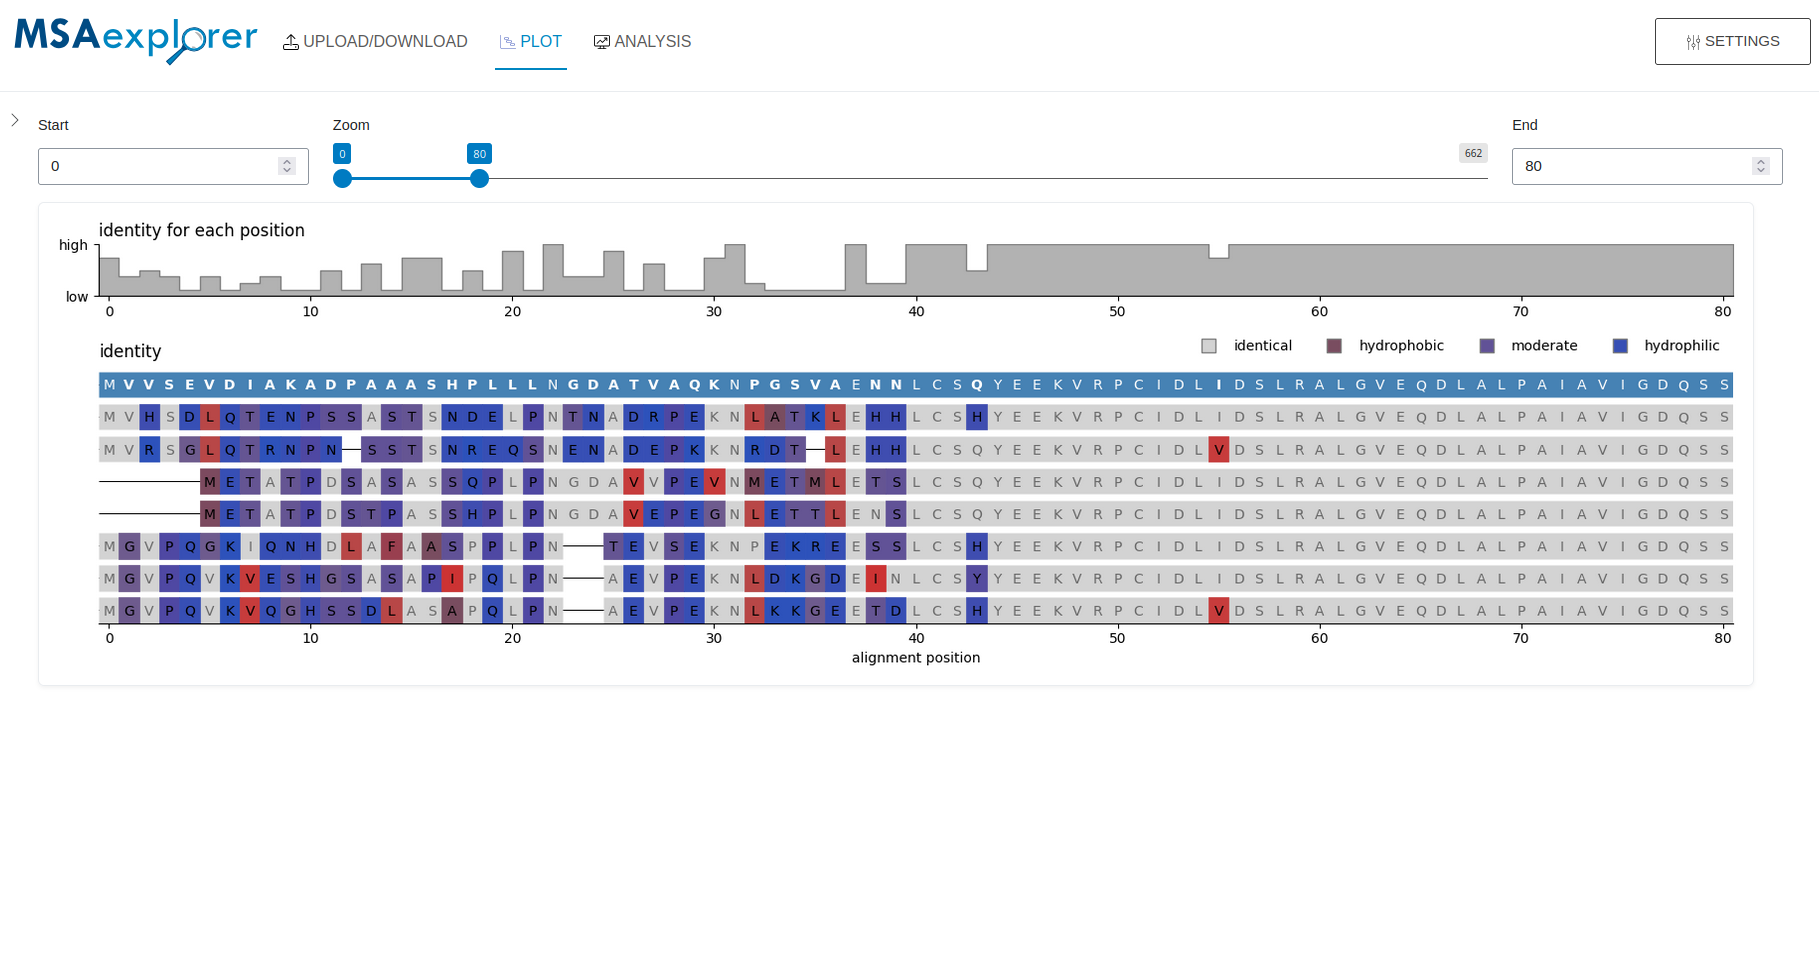 MSAexplorer UPLOAD/DOWNLOAD PLOT ANALYSIS SETTINGS
Start Zoom End
0 80 662
0 80
identity for each position
high
low
0 10 20 30 40 50 60 70 80
identity identical hydrophobic moderate hydrophilic
M V V S E V D I A K A D P A A A S H P L L L N G D A T V A Q K N P G S V A E N N L C S Q Y E E K V R P C I D L I D S L R A L G V E Q D L A L P A I A V I G D Q S S
M V H S D L Q T E N P S S A S T S N D E L P N T N A D R P E K N L A T K L E H H L C S H Y E E K V R P C I D L I D S L R A L G V E Q D L A L P A I A V I G D Q S S
M V R S G L Q T R N P N S S T S N R E Q S N E N A D E P K K N R D T L E H H L C S Q Y E E K V R P C I D L V D S L R A L G V E Q D L A L P A I A V I G D Q S S
M E T A T P D S A S A S S Q P L P N G D A V V P E V N M E T M L E T S L C S Q Y E E K V R P C I D L I D S L R A L G V E Q D L A L P A I A V I G D Q S S
M E T A T P D S T P A S S H P L P N G D A V E P E G N L E T T L E N S L C S Q Y E E K V R P C I D L I D S L R A L G V E Q D L A L P A I A V I G D Q S S
M G V P Q G K I Q N H D L A F A A S P P L P N T E V S E K N P E K R E E S S L C S H Y E E K V R P C I D L I D S L R A L G V E Q D L A L P A I A V I G D Q S S
M G V P Q V K V E S H G S A S A P I P Q L P N A E V P E K N L D K G D E I N L C S Y Y E E K V R P C I D L I D S L R A L G V E Q D L A L P A I A V I G D Q S S
M G V P Q V K V Q G H S S D L A S A P Q L P N A E V P E K N L K K G E E T D L C S H Y E E K V R P C I D L V D S L R A L G V E Q D L A L P A I A V I G D Q S S
0 10 20 30 40 50 60 70 80
alignment position